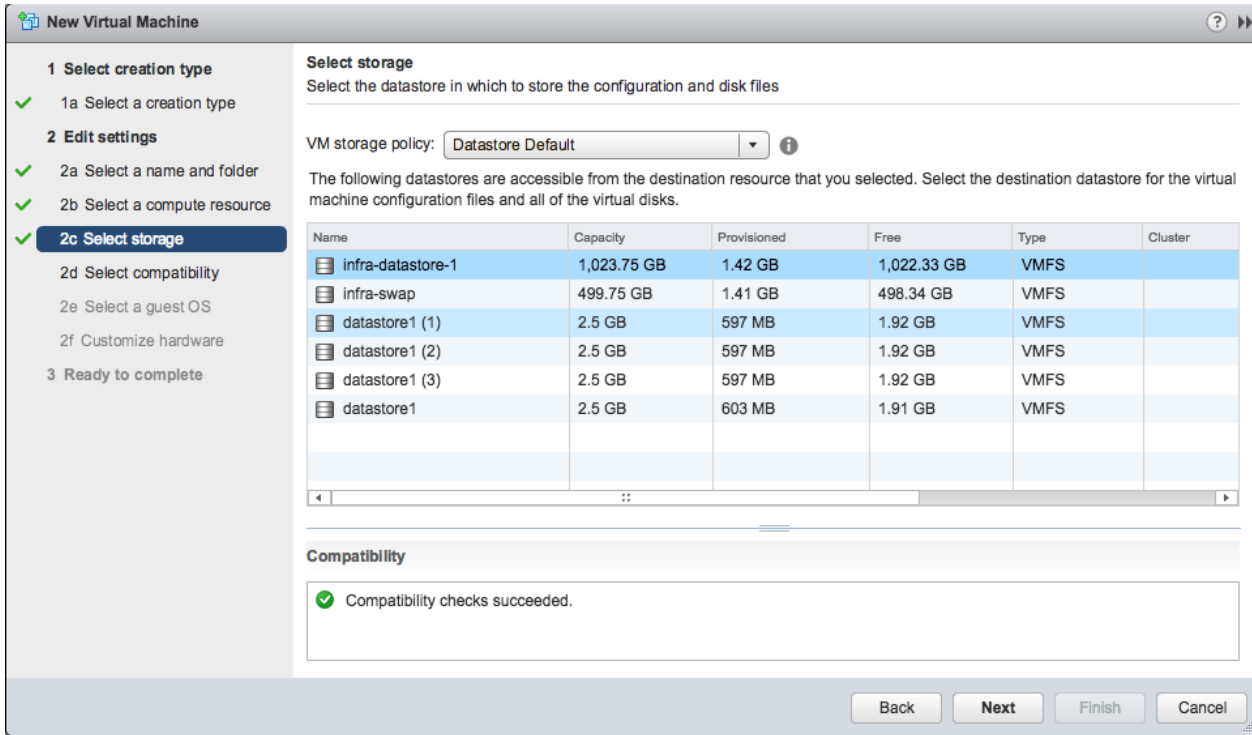 New Virtual Machine
1 Select creation type
1a Select a creation type
2 Edit settings
2a Select a name and folder
2b Select a compute resource
2c Select storage
2d Select compatibility
2e Select a guest OS
2f Customize hardware
3 Ready to complete
Select storage
Select the datastore in which to store the configuration and disk files
VM storage policy: Datastore Default
The following datastores are accessible from the destination resource that you selected. Select the destination datastore for the virtual
machine configuration files and all of the virtual disks.
Name Capacity Provisioned Free Type Cluster
infra-datastore-1 1,023.75 GB 1.42 GB 1,022.33 GB VMFS
infra-swap 499.75 GB 1.41 GB 498.34 GB VMFS
datastore1 (1) 2.5 GB 597 MB 1.92 GB VMFS
datastore1 (2) 2.5 GB 597 MB 1.92 GB VMFS
datastore1 (3) 2.5 GB 597 MB 1.92 GB VMFS
datastore1 2.5 GB 603 MB 1.91 GB VMFS
Compatibility
Compatibility checks succeeded.
Back Next Finish Cancel